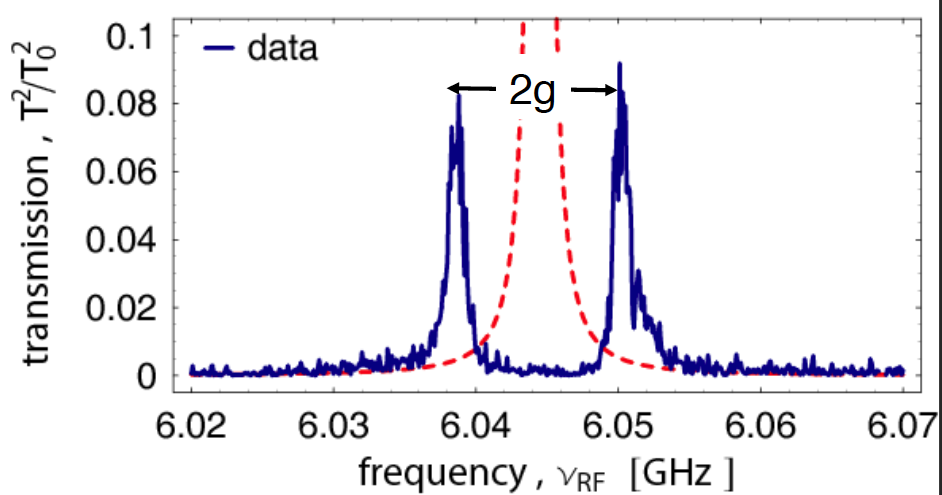 transmission , T²/T₀²
0.1
0.08
0.06
0.04
0.02
0
data
2g
6.02 6.03 6.04 6.05 6.06 6.07
frequency , νRF [GHz ]